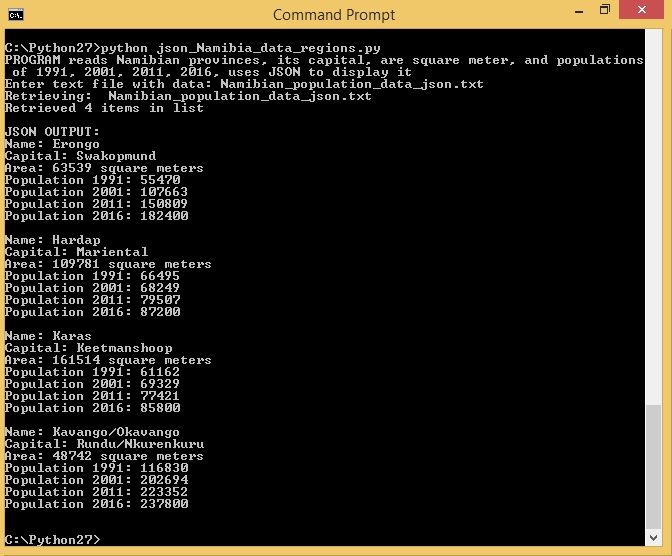 Command Prompt
C:\Python27>python json_Namibia_data_regions.py
PROGRAM reads Namibian provinces, its capital, are square meter, and populations
 of 1991, 2001, 2011, 2016, uses JSON to display it
Enter text file with data: Namibian_population_data_json.txt
Retrieving:  Namibian_population_data_json.txt
Retrieved 4 items in list
JSON OUTPUT:
Name: Erongo
Capital: Swakopmund
Area: 63539 square meters
Population 1991: 55470
Population 2001: 107663
Population 2011: 150809
Population 2016: 182400
Name: Hardap
Capital: Mariental
Area: 109781 square meters
Population 1991: 66495
Population 2001: 68249
Population 2011: 79507
Population 2016: 87200
Name: Karas
Capital: Keetmanshoop
Area: 161514 square meters
Population 1991: 61162
Population 2001: 69329
Population 2011: 77421
Population 2016: 85800
Name: Kavango/Okavango
Capital: Rundu/Nkurenkuru
Area: 48742 square meters
Population 1991: 116830
Population 2001: 202694
Population 2011: 223352
Population 2016: 237800
C:\Python27>